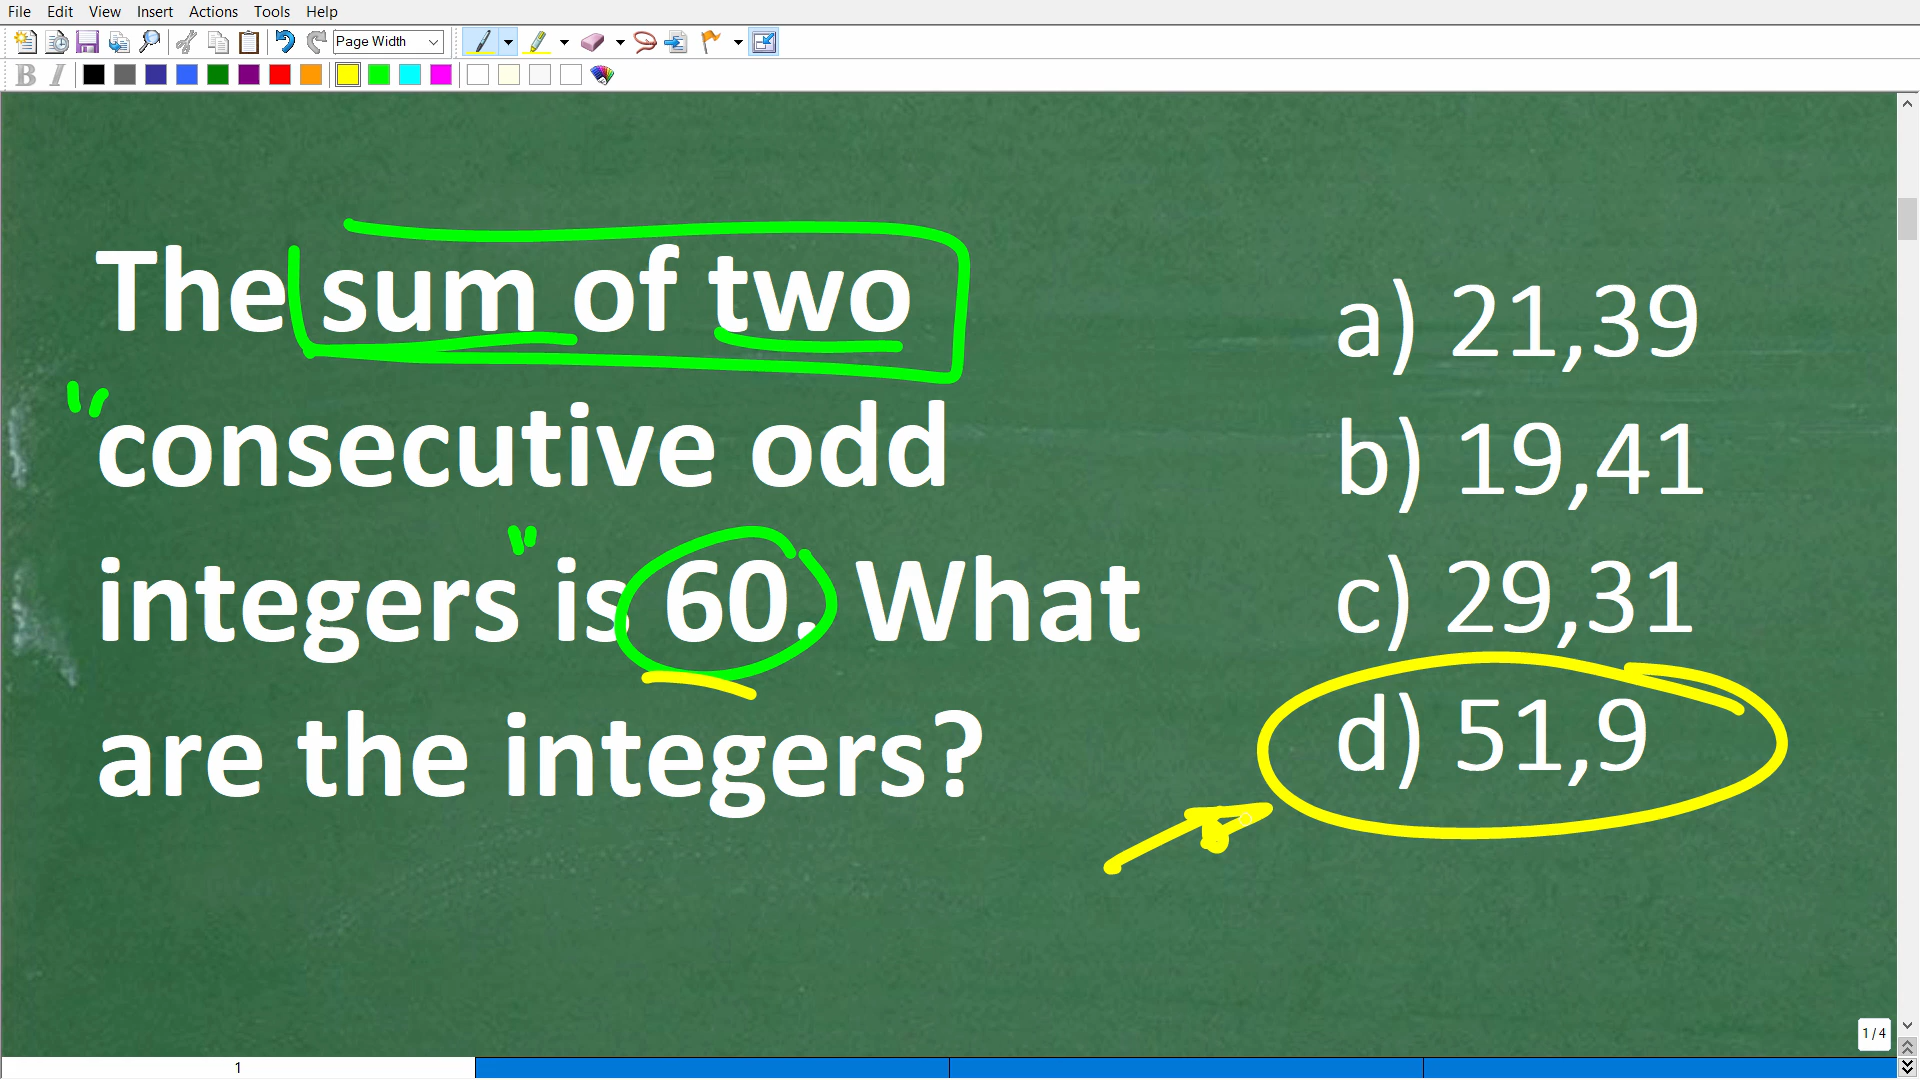 File Edit View Insert Actions Tools Help
Page Width
B I
The sum of two
"consecutive odd
integers" is 60. What
are the integers?
a) 21,39
b) 19,41
c) 29,31
d) 51,9
1 / 4
1